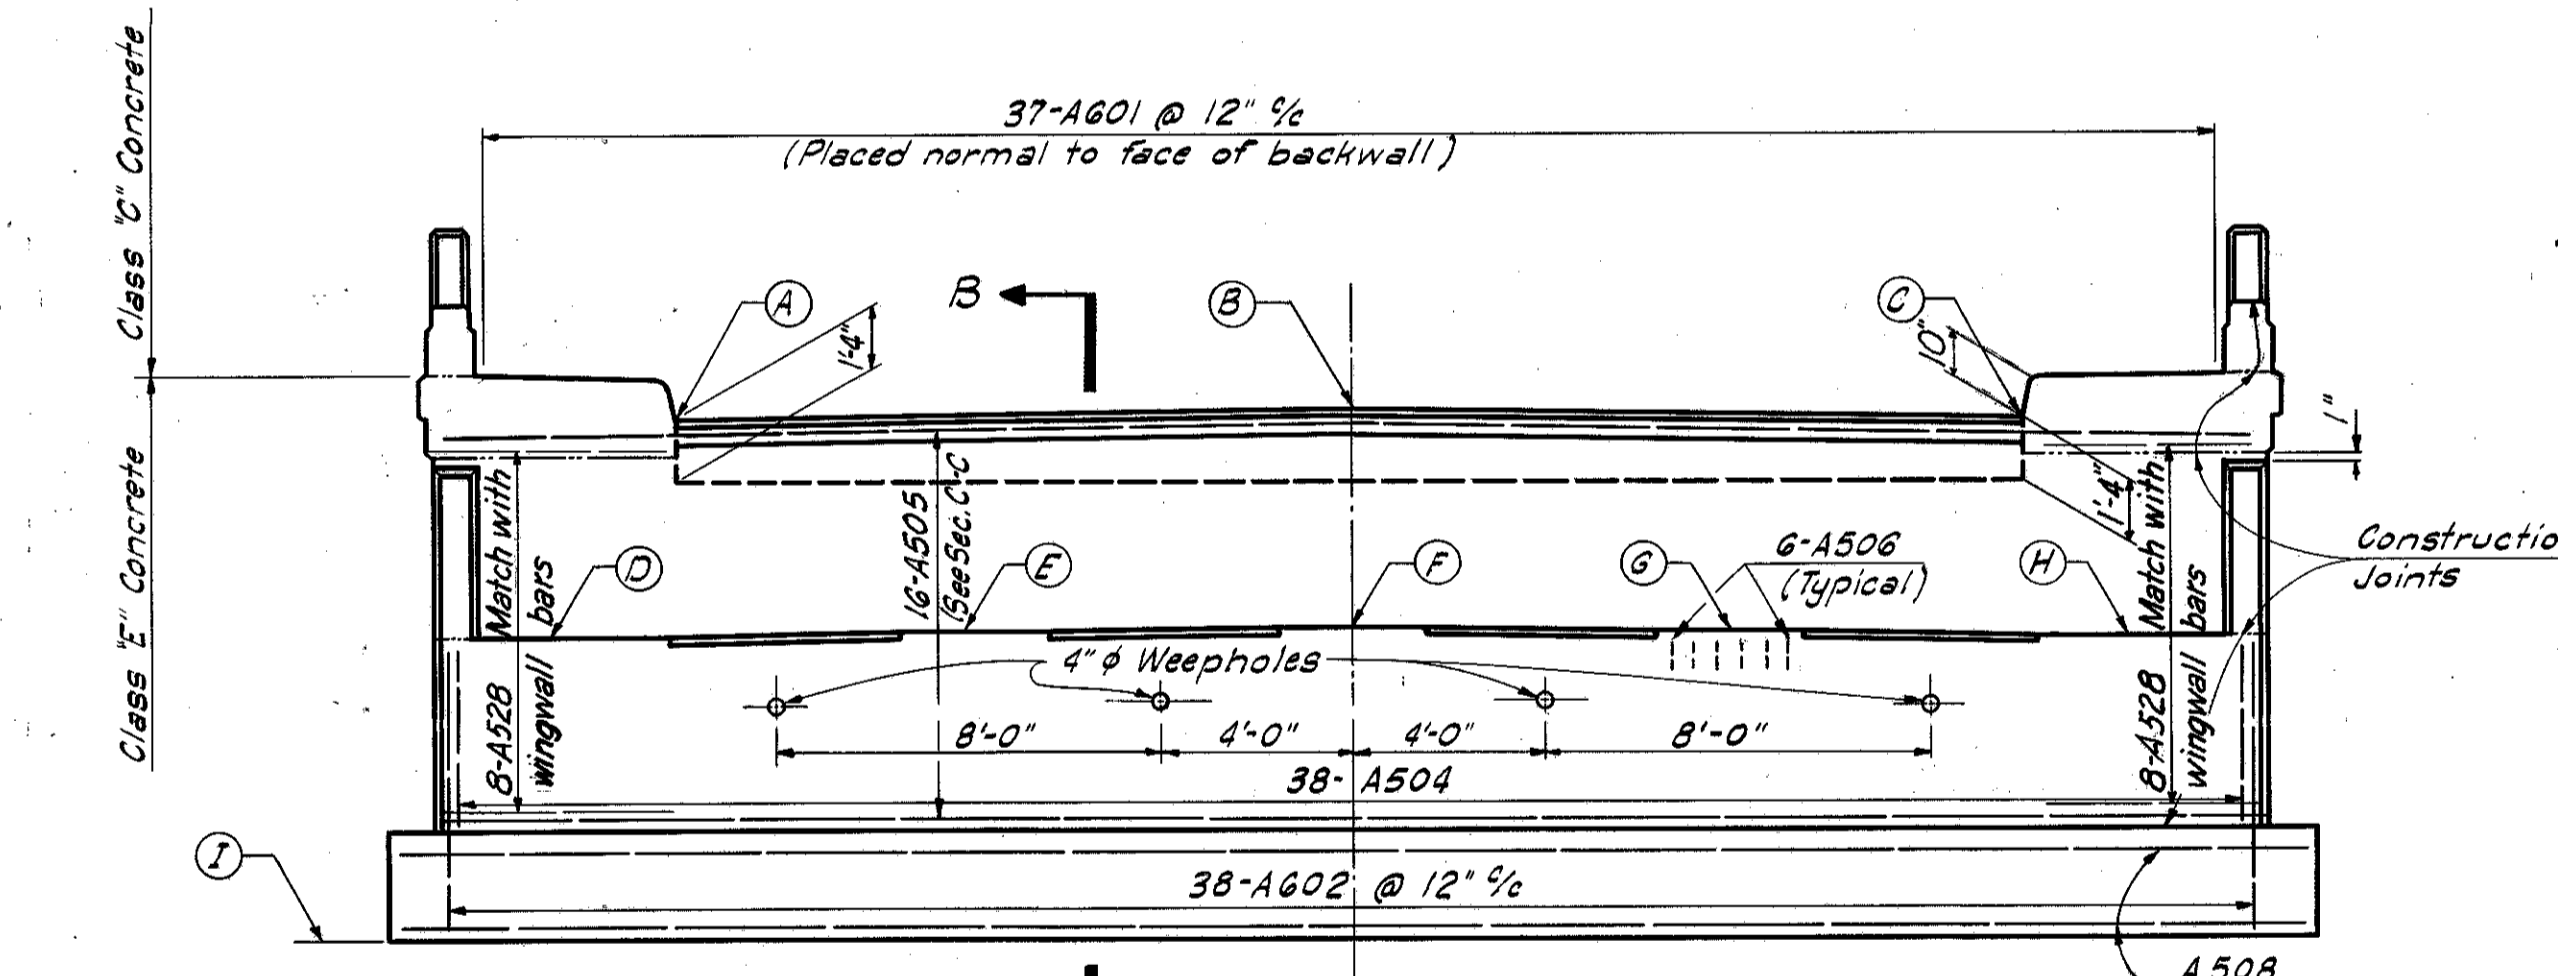 Class "C" Concrete
Class "E" Concrete
37-A601 @ 12" c/c
(Placed normal to face of backwall)
A
1'-4"
B
B
C
10"
1"
1'-4"
Match with
bars
8-A528
wingwall
16-A505
(See Sec. C-C
D
E
F
G
6-A506
(Typical)
H
Match with
bars
8-A528
wingwall
Constructio
Joints
4" φ Weepholes
8'-0"
4'-0"
4'-0"
8'-0"
38-A504
I
38-A602 @ 12" c/c
A508